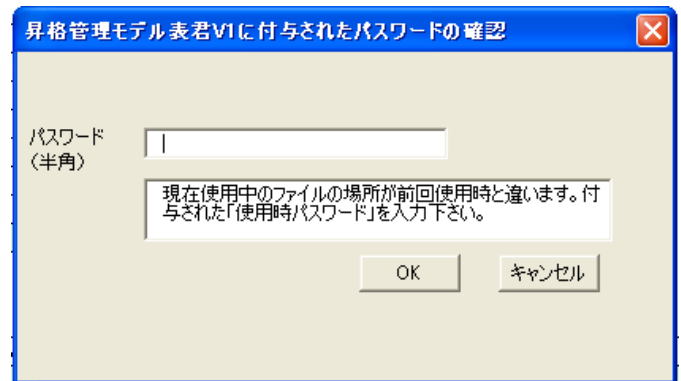 昇格管理モデル表君V1に付与されたパスワードの確認
パスワード
(半角)
現在使用中のファイルの場所が前回使用時と違います。付
与された「使用時パスワード」を入力下さい。
OK
キャンセル